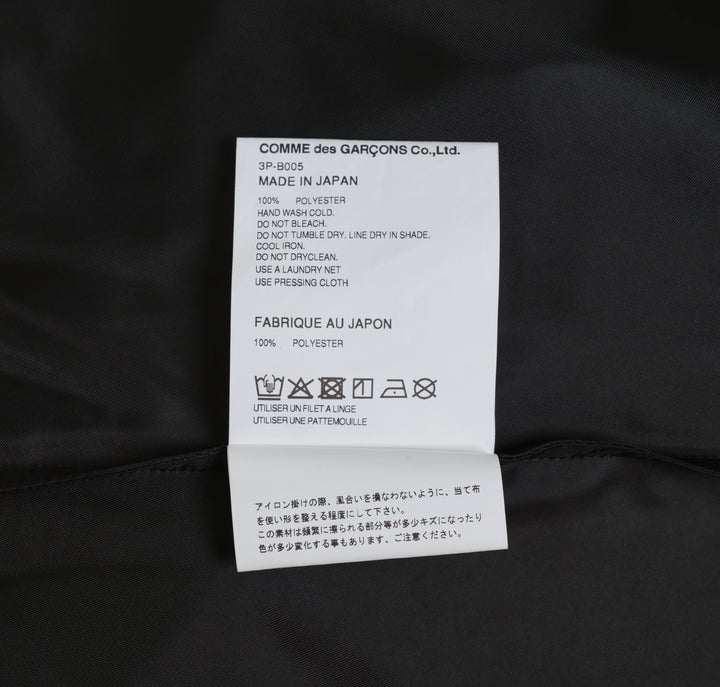 COMME des GARÇONS Co.,Ltd.
3P-B005
MADE IN JAPAN
100% POLYESTER
HAND WASH COLD.
DO NOT BLEACH.
DO NOT TUMBLE DRY. LINE DRY IN SHADE.
COOL IRON.
DO NOT DRYCLEAN.
USE A LAUNDRY NET
USE PRESSING CLOTH
FABRIQUE AU JAPON
100% POLYESTER
UTILISER UN FILET A LINGE
UTILISER UNE PATTEMOUILLE
アイロン掛けの際、風合いを損なわないように、当て布
を使い形を整える程度にして下さい。
この素材は頻繁に擦られる部分等が多少キズになったり
色が多少変化する事もあります、ご注意ください。